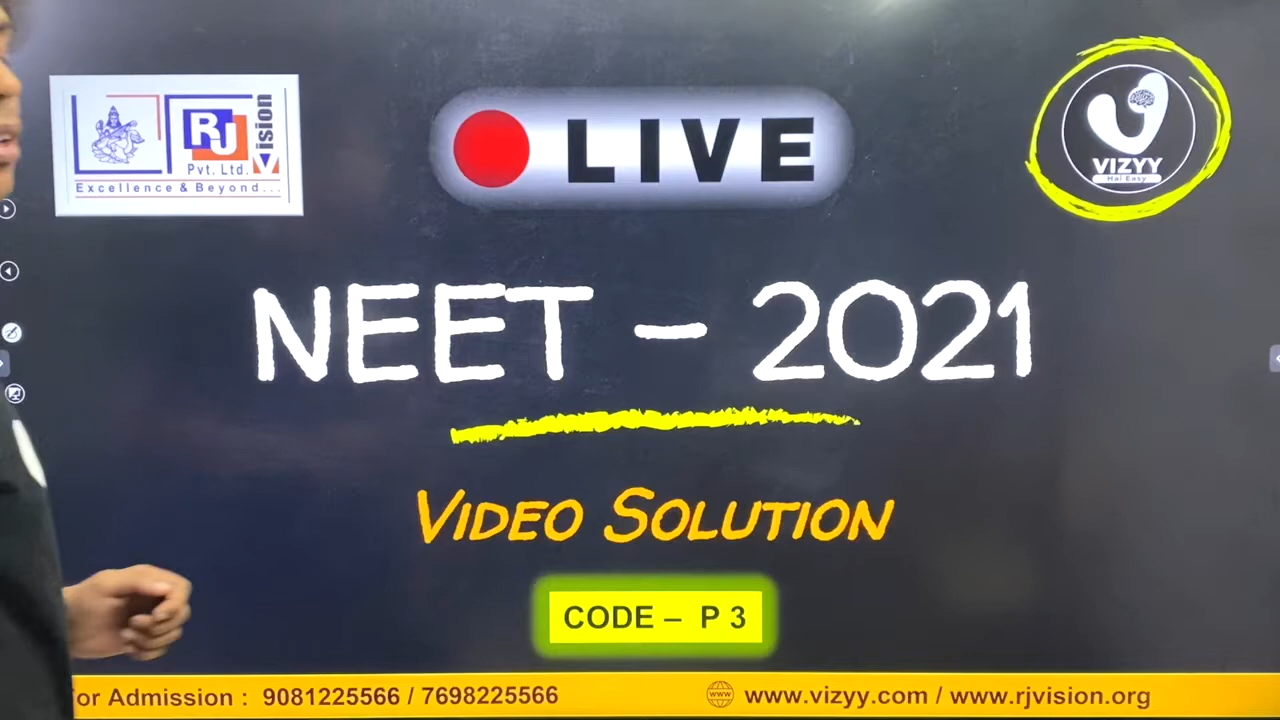 RJ
Vision
Pvt. Ltd.
Excellence & Beyond...
LIVE
VIZYY
Hai Easy
NEET - 2021
VIDEO SOLUTION
CODE – P 3
or Admission : 9081225566 / 7698225566
www www.vizyy.com / www.rjvision.org